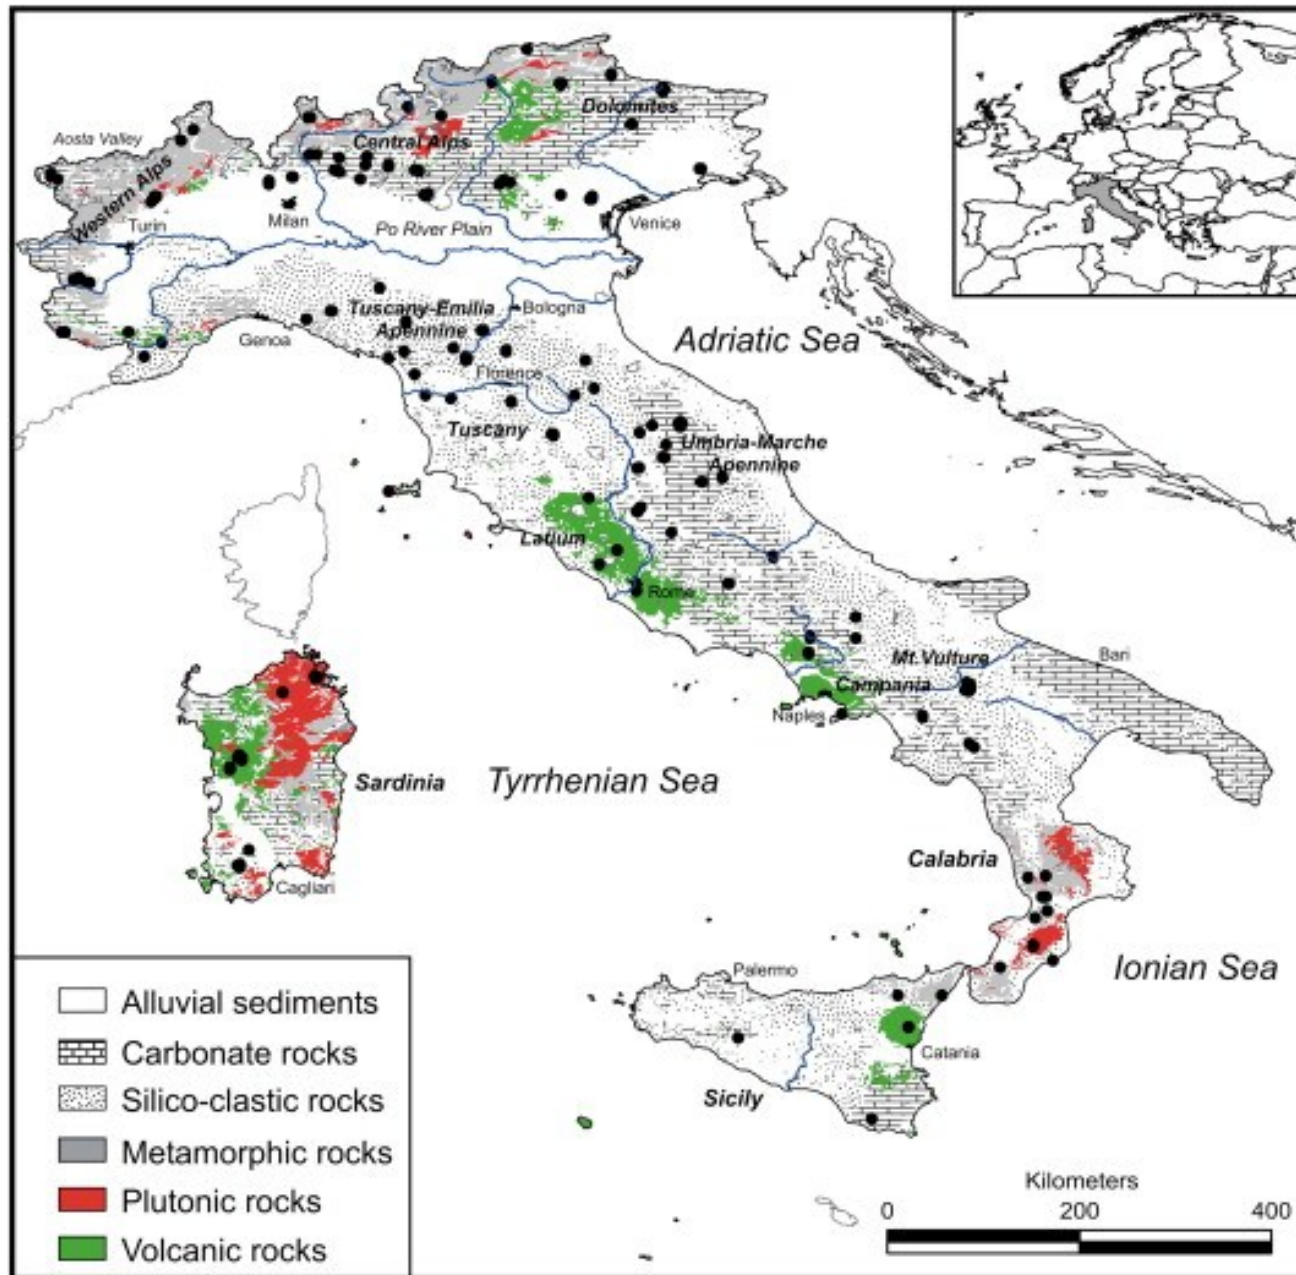 Dolomites
Aosta Valley
Central Alps
Western Alps
Turin
Milan
Po River Plain
Venice
Tuscany-Emilia
Apennine
Bologna
Genoa
Florence
Adriatic Sea
Tuscany
Umbria-Marche
Apennine
Latium
Rome
Mt.Vulture
Bari
Campania
Naples
Sardinia
Tyrrhenian Sea
Cagliari
Calabria
Palermo
Ionian Sea
Catania
Sicily
Alluvial sediments
Carbonate rocks
Silico-clastic rocks
Metamorphic rocks
Plutonic rocks
Volcanic rocks
Kilometers
0 200 400